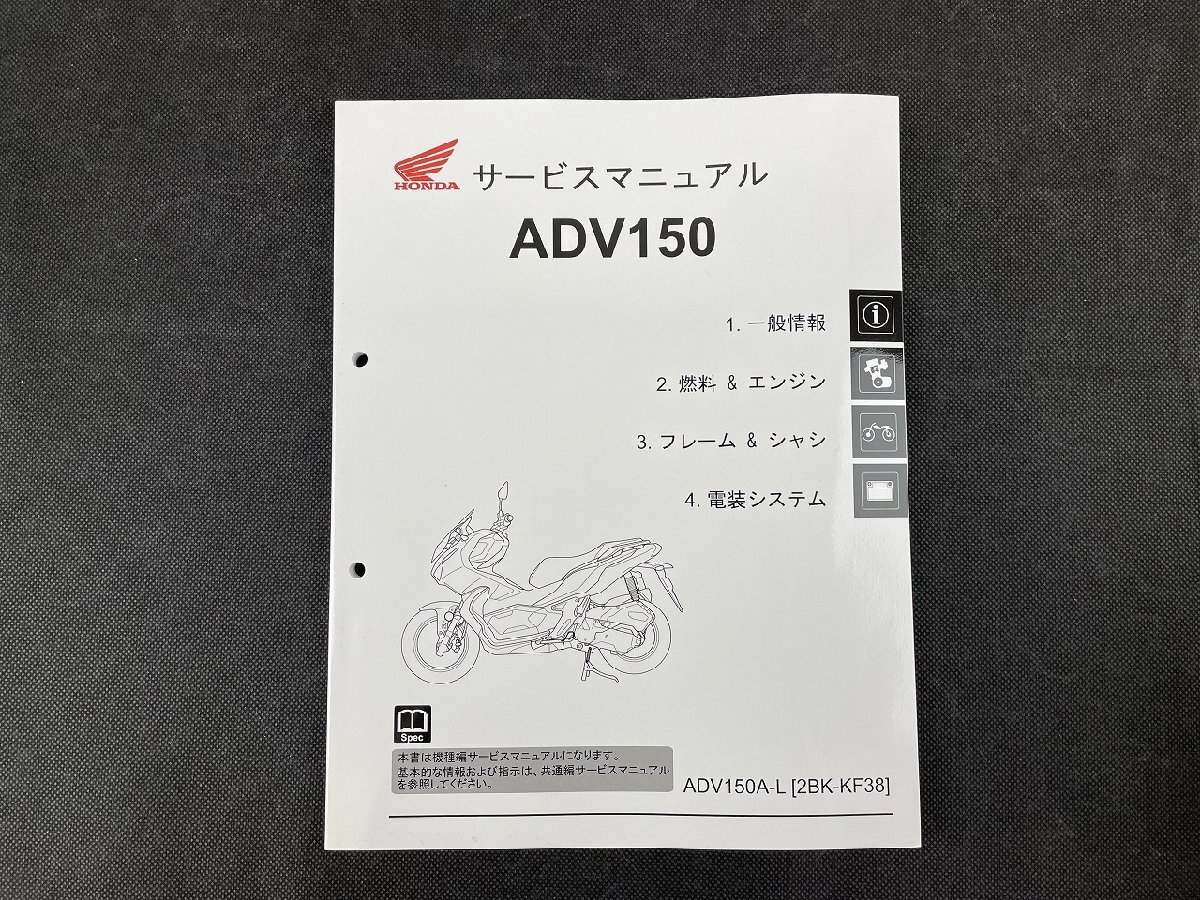 HONDA サービスマニュアル
ADV150
1. 一般情報
2. 燃料 & エンジン
3. フレーム & シャシ
4. 電装システム
Spec
本書は機種編サービスマニュアルになります。
基本的な情報および指示は、共通編サービスマニュアル
を参照してください。
ADV150A-L [2BK-KF38]